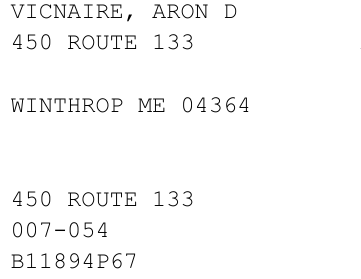 VICNAIRE, ARON D
450 ROUTE 133
WINTHROP ME 04364
450 ROUTE 133
007-054
B11894P67